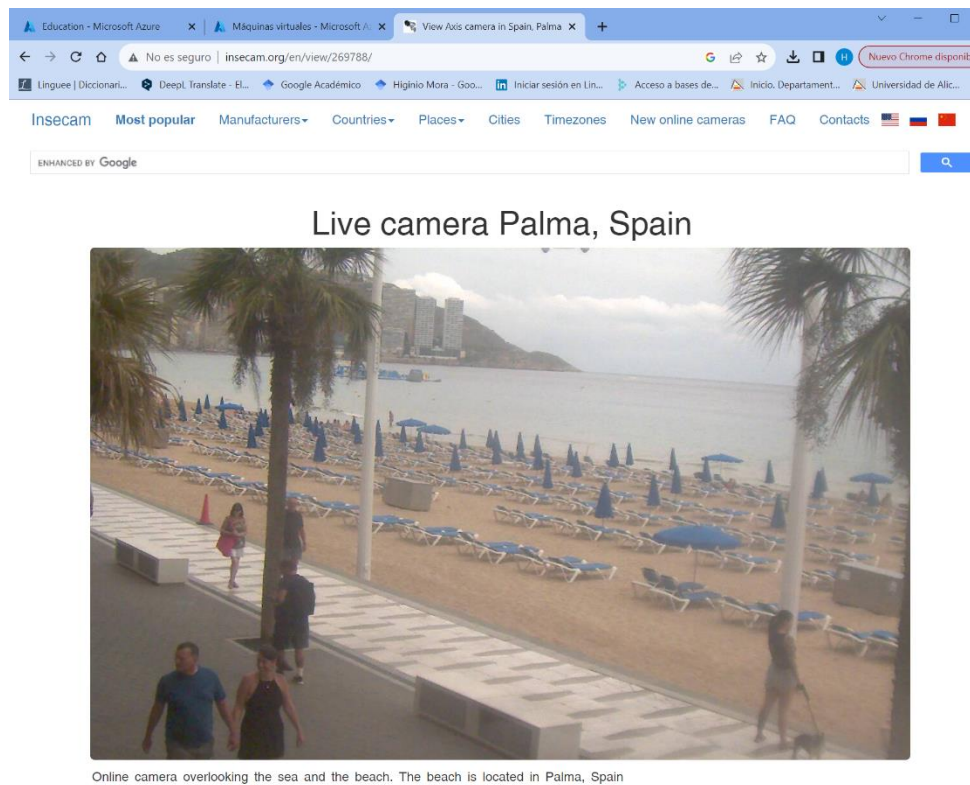 Education - Microsoft Azure
Máquinas virtuales - Microsoft A
View Axis camera in Spain, Palma
No es seguro | insecam.org/en/view/269788/
Nuevo Chrome disponib
Linguee | Diccionari... DeepL Translate - El... Google Académico Higinio Mora - Goo... Iniciar sesión en Lin... Acceso a bases de... Inicio. Departament... Universidad de Alic...
Insecam Most popular Manufacturers Countries Places Cities Timezones New online cameras FAQ Contacts
ENHANCED BY Google
Live camera Palma, Spain
Online camera overlooking the sea and the beach. The beach is located in Palma, Spain